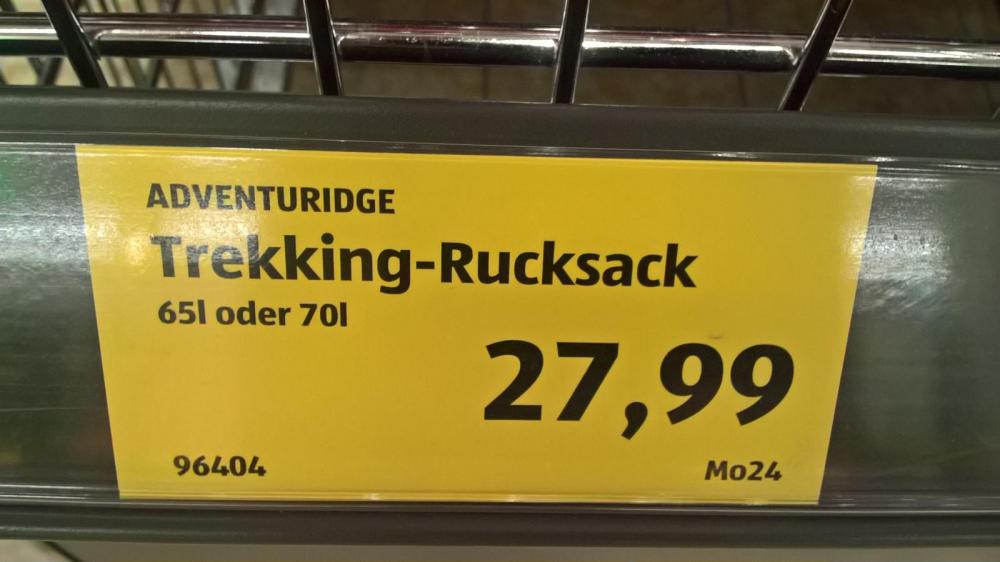 ADVENTURIDGE
Trekking-Rucksack
65l oder 70l
27,99
96404 Mo24